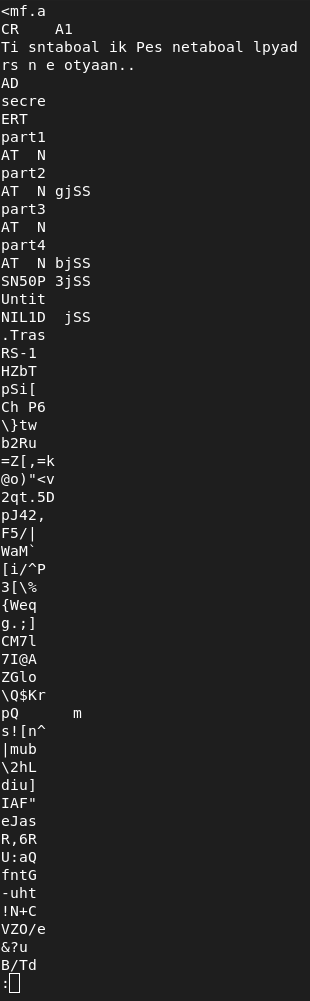 <mf.a
CR    A1
Ti sntaboal ik Pes netaboal lpyad
rs n e otyaan..
AD
secre
ERT
part1
AT  N
part2
AT  N gjSS
part3
AT  N
part4
AT  N bjSS
SN50P 3jSS
Untit
NIL1D  jSS
.Tras
RS-1
HZbT
pSi[
Ch P6
\}tw
b2Ru
=Z[,=k
@o)"<v
2qt.5D
pJ42,
F5/|
WaM`
[i/^P
3[\%
{Weq
g.;]
CM7l
7I@A
ZGlo
\Q$Kr
pQ      m
s![n^
|mub
\2hL
diu]
IAF"
eJas
R,6R
U:aQ
fntG
-uht
!N+C
VZO/e
&?u
B/Td
: